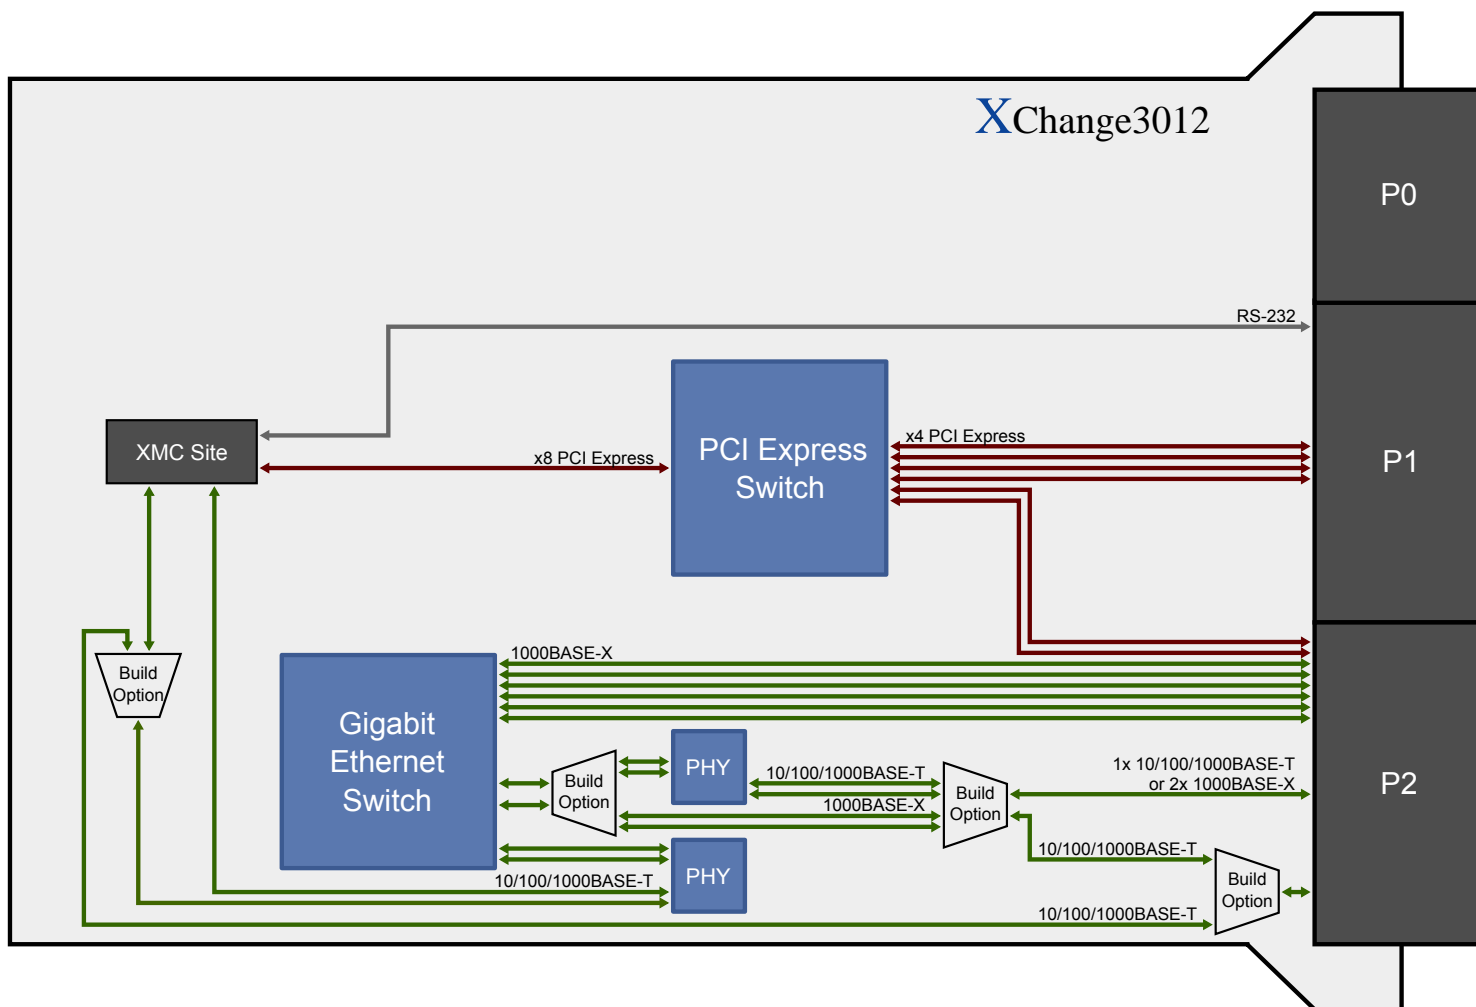 XChange3012
P0
RS-232
XMC Site
x8 PCI Express
PCI Express
Switch
x4 PCI Express
P1
Build
Option
1000BASE-X
Gigabit
Ethernet
Switch
Build
Option
PHY
10/100/1000BASE-T
1000BASE-X
Build
Option
1x 10/100/1000BASE-T
or 2x 1000BASE-X
P2
PHY
10/100/1000BASE-T
10/100/1000BASE-T
Build
Option
10/100/1000BASE-T